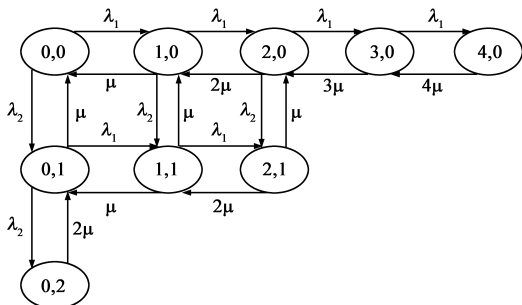 λ₁ λ₁ λ₁ λ₁
0,0 1,0 2,0 3,0 4,0
μ 2μ 3μ 4μ
λ₂ μ λ₂ μ λ₂ μ
λ₁ λ₁
0,1 1,1 2,1
μ 2μ
λ₂ 2μ
0,2